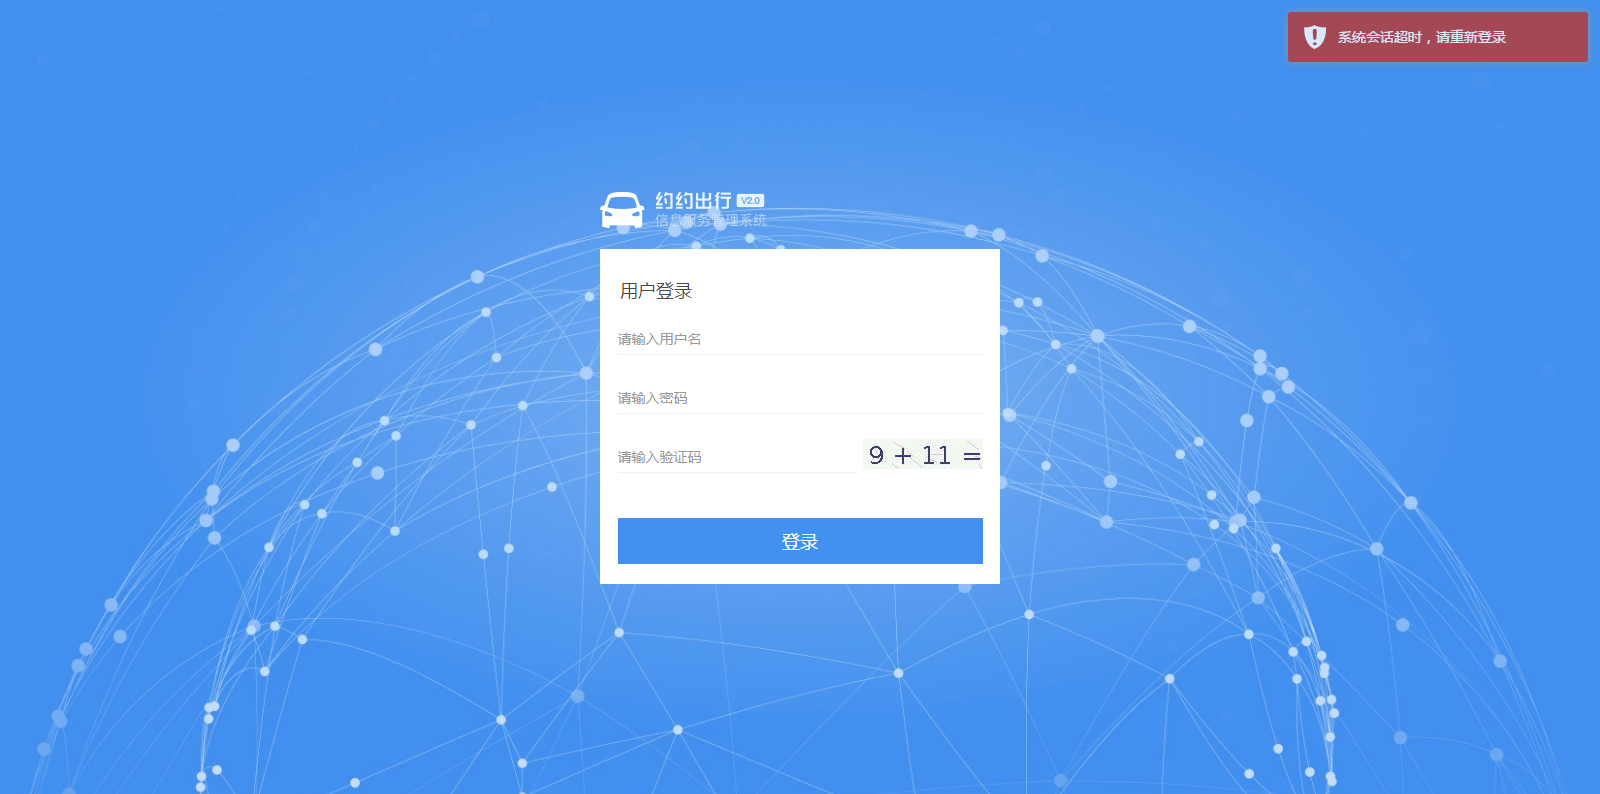 系统会话超时，请重新登录
约约出行 V2.0
信息服务管理系统
用户登录
请输入用户名
请输入密码
请输入验证码
9 + 11 =
登录